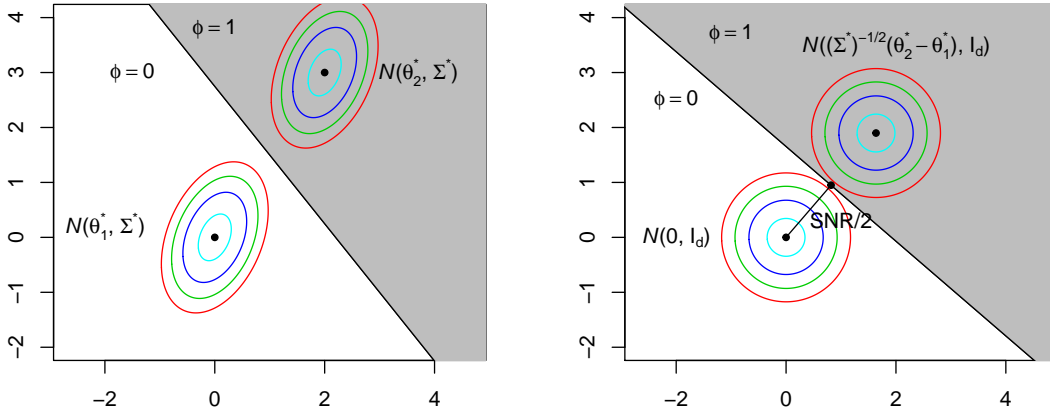 ϕ = 1
ϕ = 0
N(θ₂*, Σ*)
N(θ₁*, Σ*)
4
3
2
1
0
−1
−2
−2 0 2 4
ϕ = 1
N((Σ*)⁻¹/²(θ₂* − θ₁*), I_d)
ϕ = 0
SNR/2
N(0, I_d)
4
3
2
1
0
−1
−2
−2 0 2 4